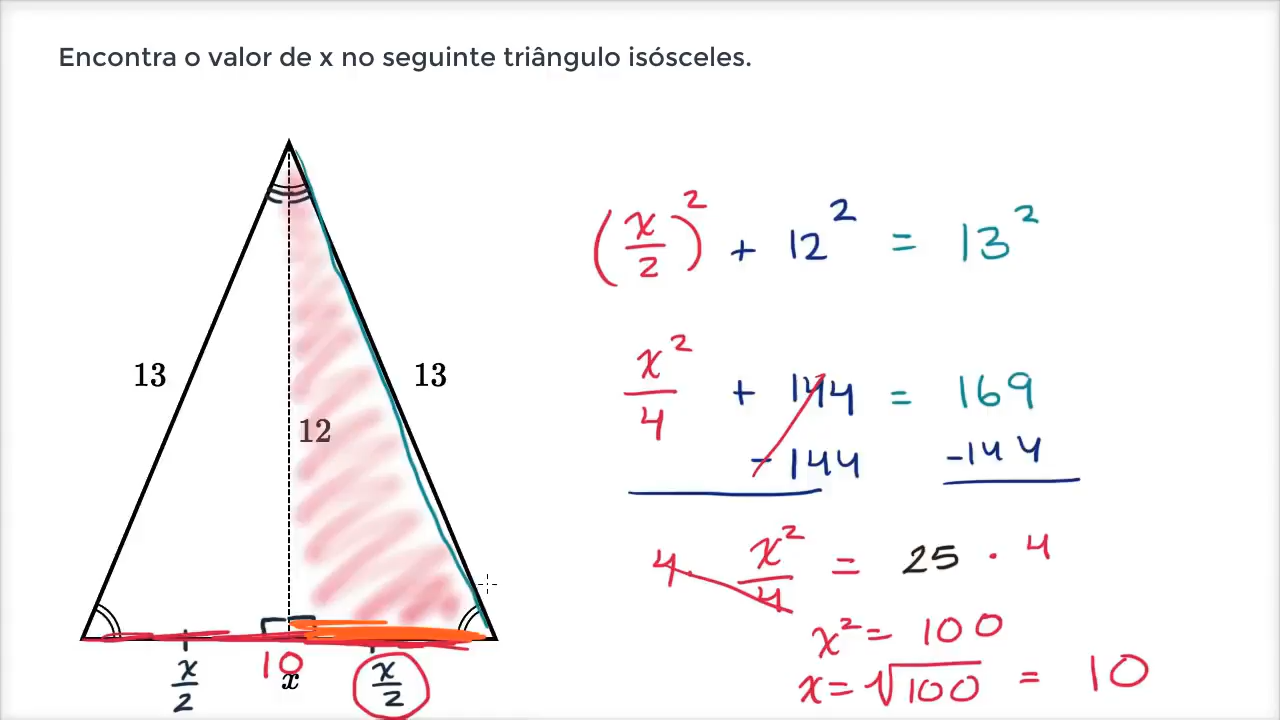 Encontra o valor de x no seguinte triângulo isósceles.
(x/2)² + 12² = 13²
13
13
12
x²/4 + 144 = 169
-144 -144
4· x²/4 = 25 · 4
x² = 100
x = √100 = 10
x/2 10 x x/2